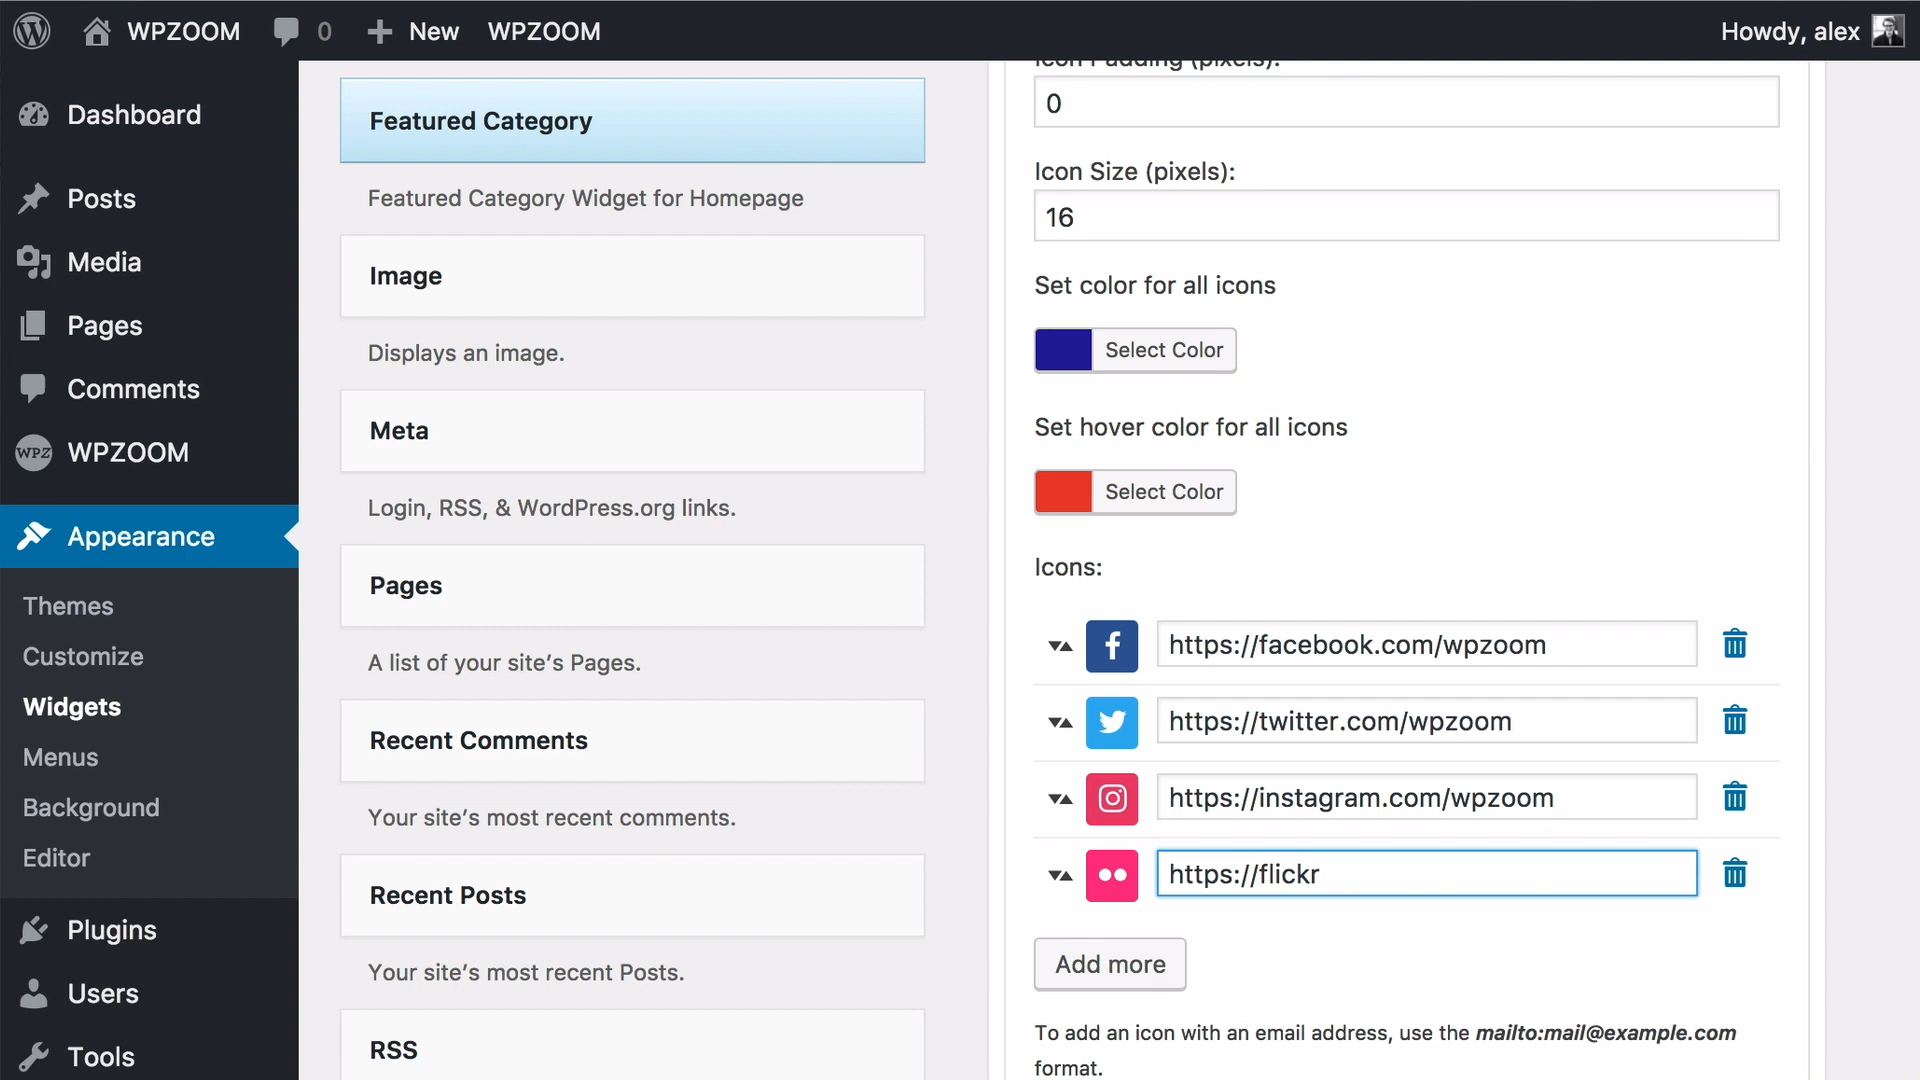 WPZOOM
0
New
WPZOOM
Howdy, alex
Dashboard
Posts
Media
Pages
Comments
WPZ
WPZOOM
Appearance
Themes
Customize
Widgets
Menus
Background
Editor
Plugins
Users
Tools
Featured Category
Featured Category Widget for Homepage
Image
Displays an image.
Meta
Login, RSS, & WordPress.org links.
Pages
A list of your site’s Pages.
Recent Comments
Your site’s most recent comments.
Recent Posts
Your site’s most recent Posts.
RSS
Icon Padding (pixels):
0
Icon Size (pixels):
16
Set color for all icons
Select Color
Set hover color for all icons
Select Color
Icons:
https://facebook.com/wpzoom
https://twitter.com/wpzoom
https://instagram.com/wpzoom
https://flickr
Add more
To add an icon with an email address, use the mailto:mail@example.com
format.